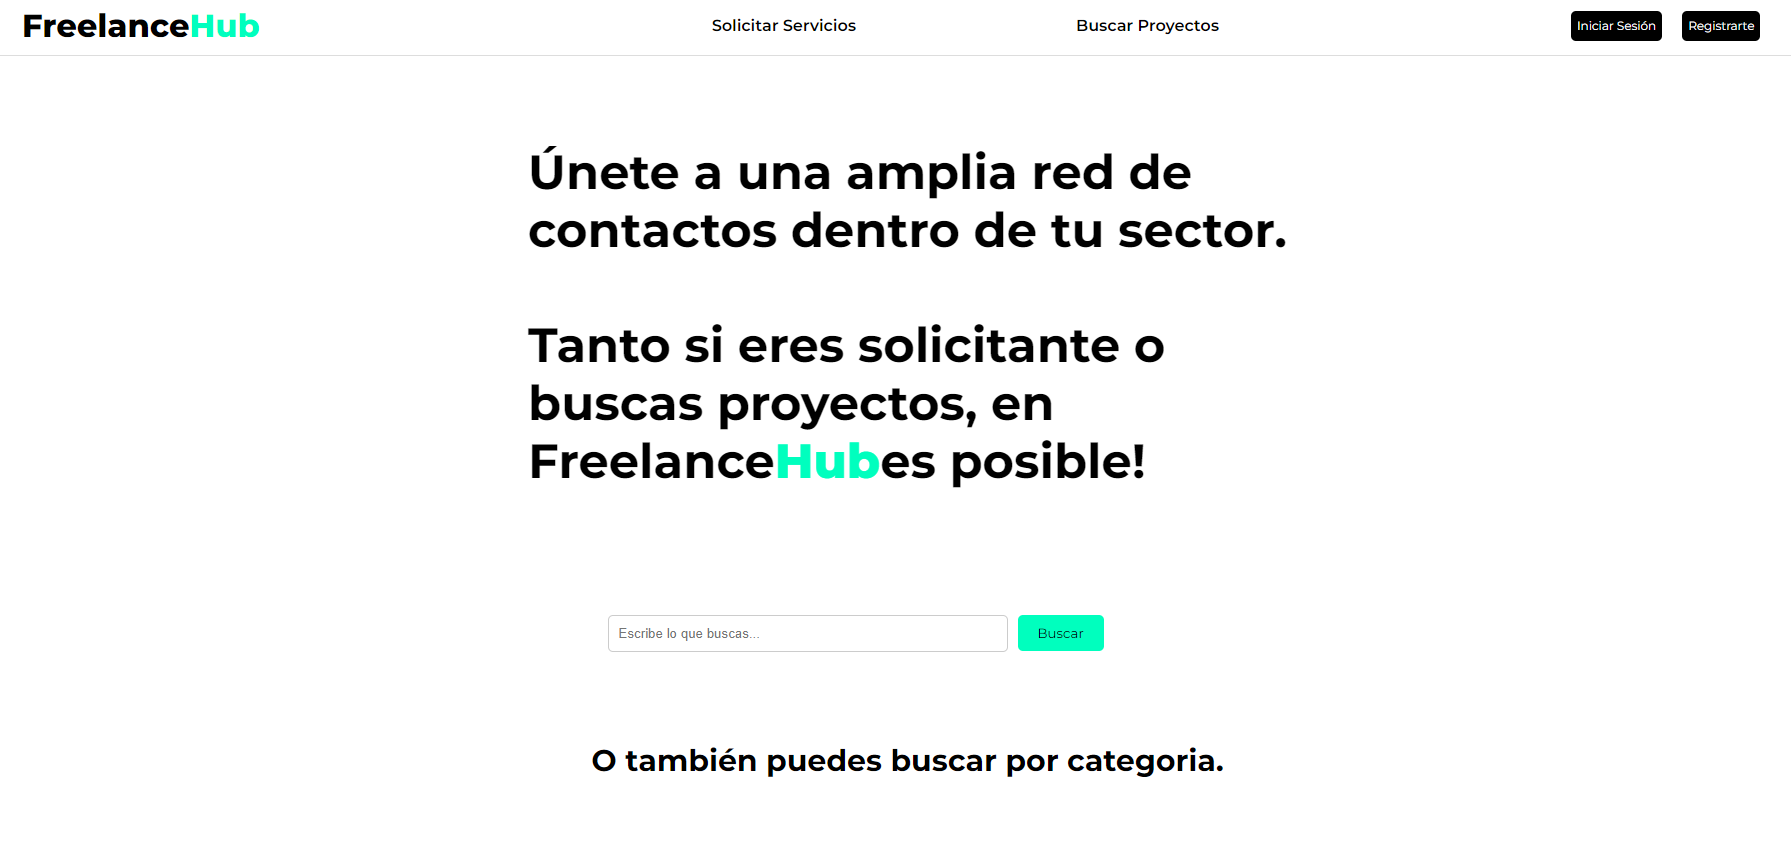 FreelanceHub
Solicitar Servicios
Buscar Proyectos
Iniciar Sesión
Registrarte
Únete a una amplia red de
contactos dentro de tu sector.
Tanto si eres solicitante o
buscas proyectos, en
FreelanceHubes posible!
Escribe lo que buscas...
Buscar
O también puedes buscar por categoria.